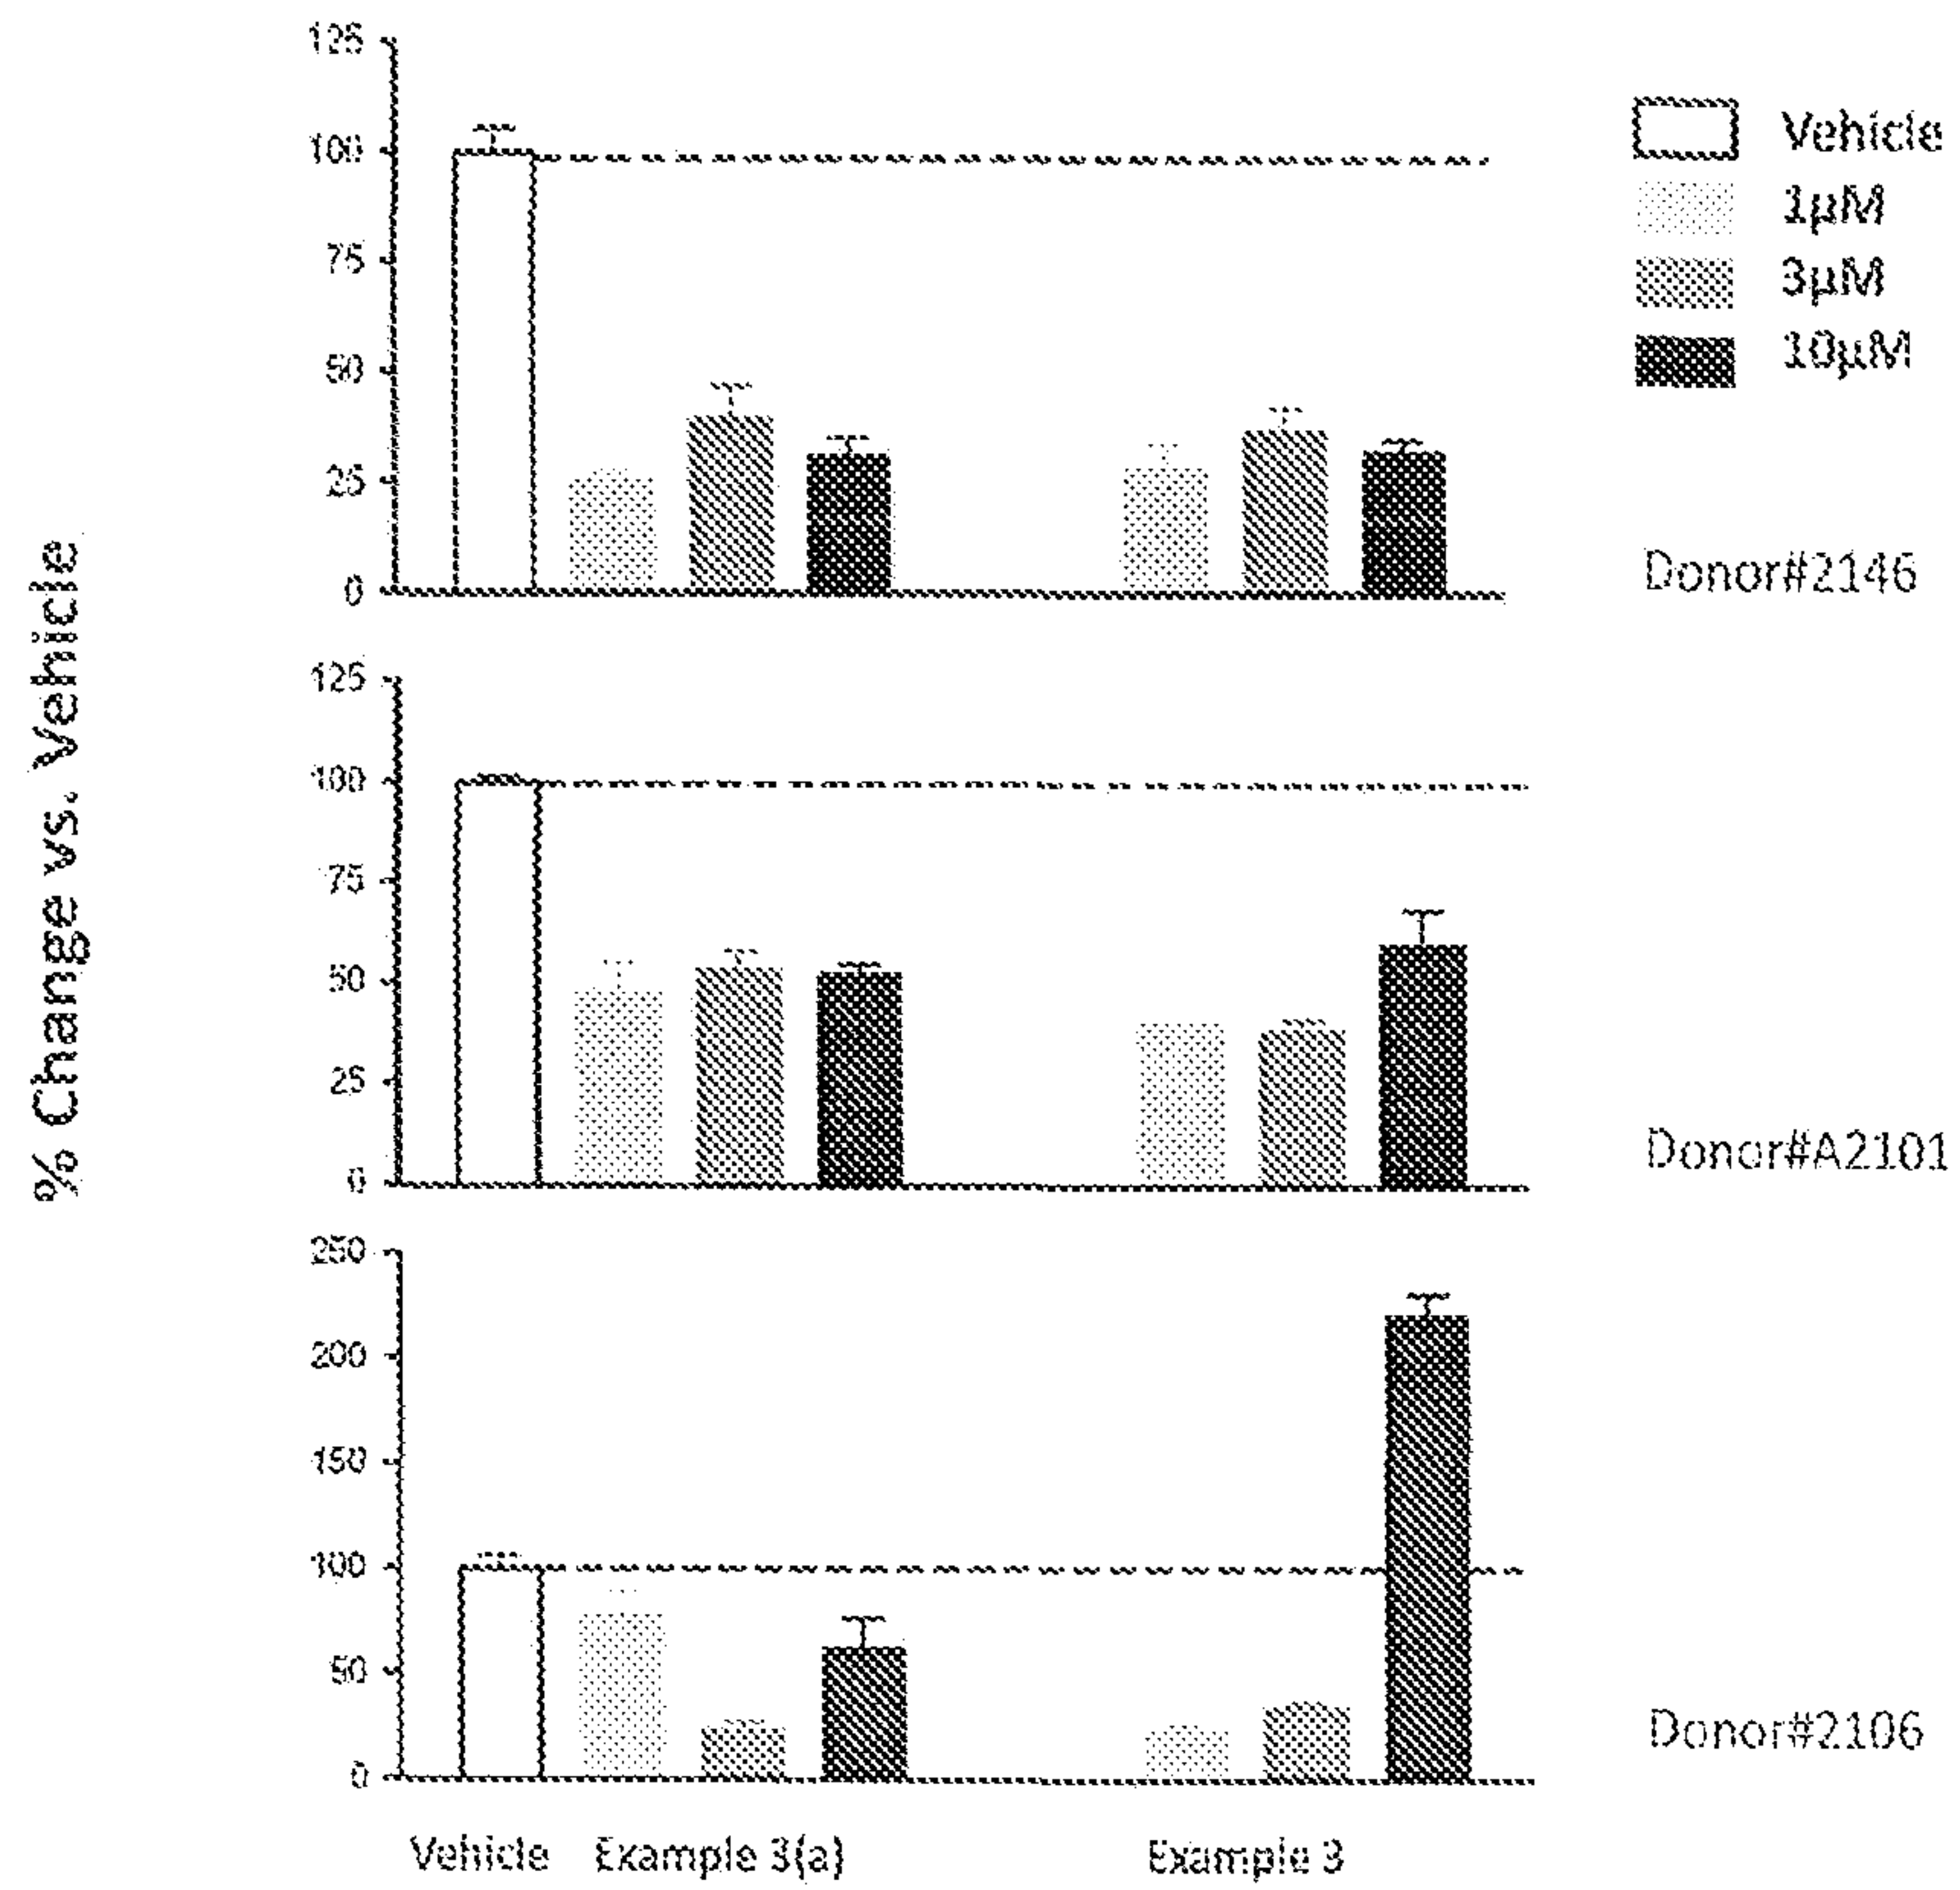 % Change vs. Vehicle
125
100
75
50
25
0
Vehicle
1µM
3µM
10µM
Donor#2146
125
100
75
50
25
0
Donor#A2101
250
200
150
100
50
0
Donor#2106
Vehicle Example 3(a) Example 3